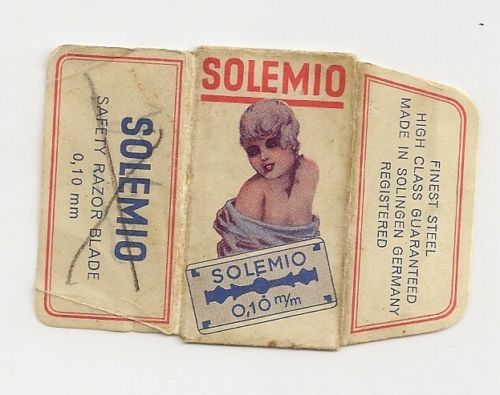 SOLEMIO
SAFETY RAZOR BLADE
0,10 mm
SOLEMIO
SOLEMIO
0,10 m/m
FINEST STEEL
HIGH CLASS GUARANTEED
MADE IN SOLINGEN GERMANY
REGISTERED